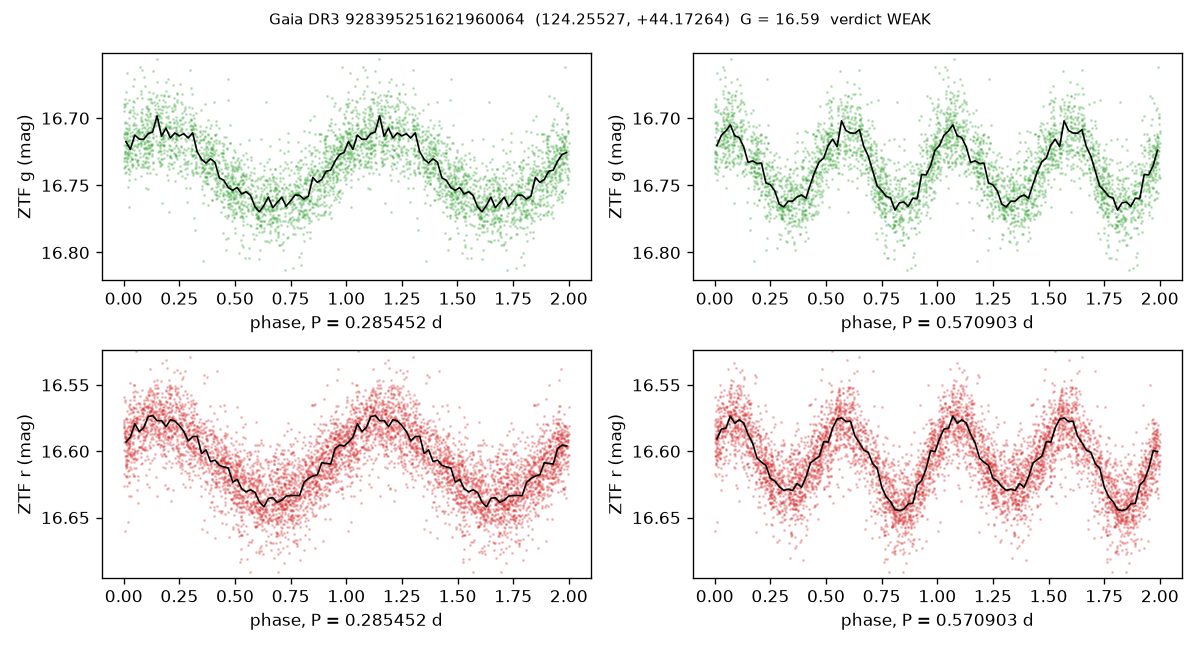 Gaia DR3 928395251621960064 (124.25527, +44.17264) G = 16.59 verdict WEAK
ZTF g (mag)
16.70
16.75
16.80
0.00 0.25 0.50 0.75 1.00 1.25 1.50 1.75 2.00
phase, P = 0.285452 d
ZTF g (mag)
16.70
16.75
16.80
0.00 0.25 0.50 0.75 1.00 1.25 1.50 1.75 2.00
phase, P = 0.570903 d
ZTF r (mag)
16.55
16.60
16.65
0.00 0.25 0.50 0.75 1.00 1.25 1.50 1.75 2.00
phase, P = 0.285452 d
ZTF r (mag)
16.55
16.60
16.65
0.00 0.25 0.50 0.75 1.00 1.25 1.50 1.75 2.00
phase, P = 0.570903 d